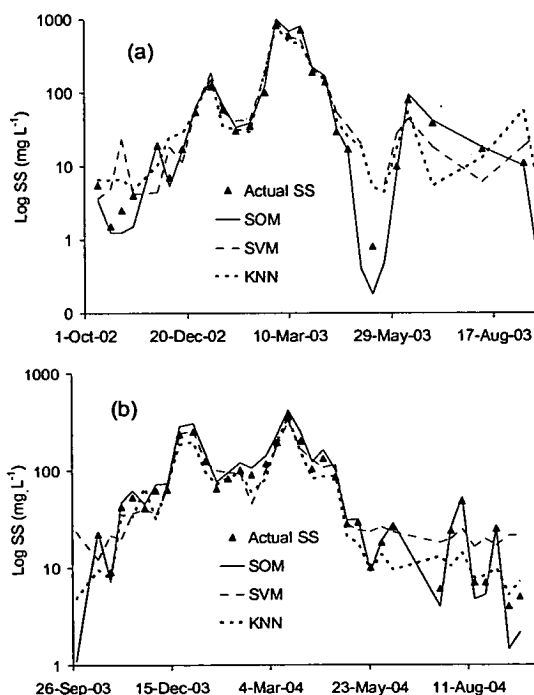 (a)
Log SS (mg L⁻¹)
1000
100
10
1
0
Actual SS
SOM
SVM
KNN
1-Oct-02
20-Dec-02
10-Mar-03
29-May-03
17-Aug-03
(b)
Log SS (mg L⁻¹)
1000
100
10
1
Actual SS
SOM
SVM
KNN
26-Sep-03
15-Dec-03
4-Mar-04
23-May-04
11-Aug-04